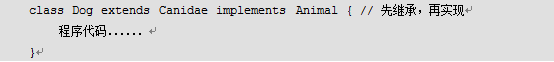 class Dog extends Canidae implements Animal { // 先继承，再实现↵
程序代码...... ↵
}↵